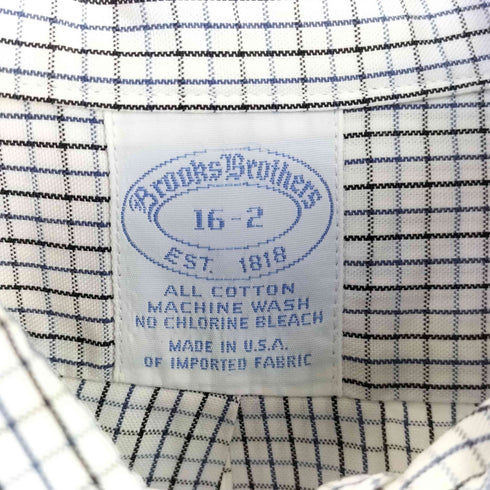 Brooks Brothers
16-2
EST. 1818
ALL COTTON
MACHINE WASH
NO CHLORINE BLEACH
MADE IN U.S.A.
OF IMPORTED FABRIC